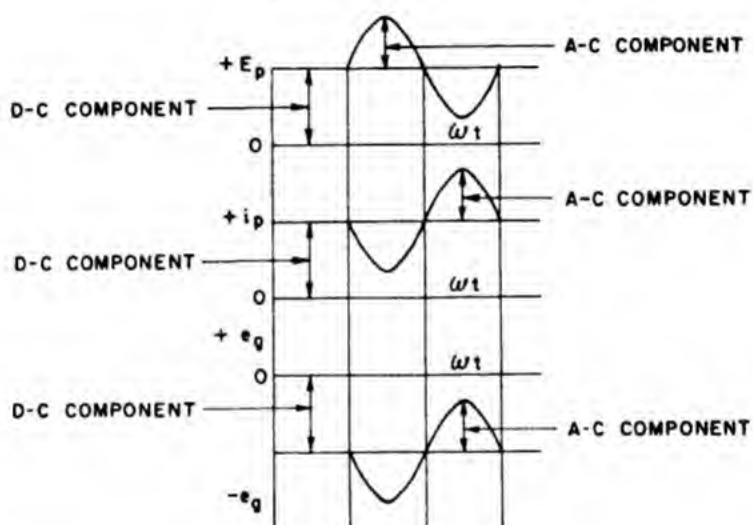 A-C COMPONENT
+ Ep
D-C COMPONENT
ωt
0
A-C COMPONENT
+ip
D-C COMPONENT
ωt
0
+ eg
ωt
0
D-C COMPONENT
A-C COMPONENT
-eg